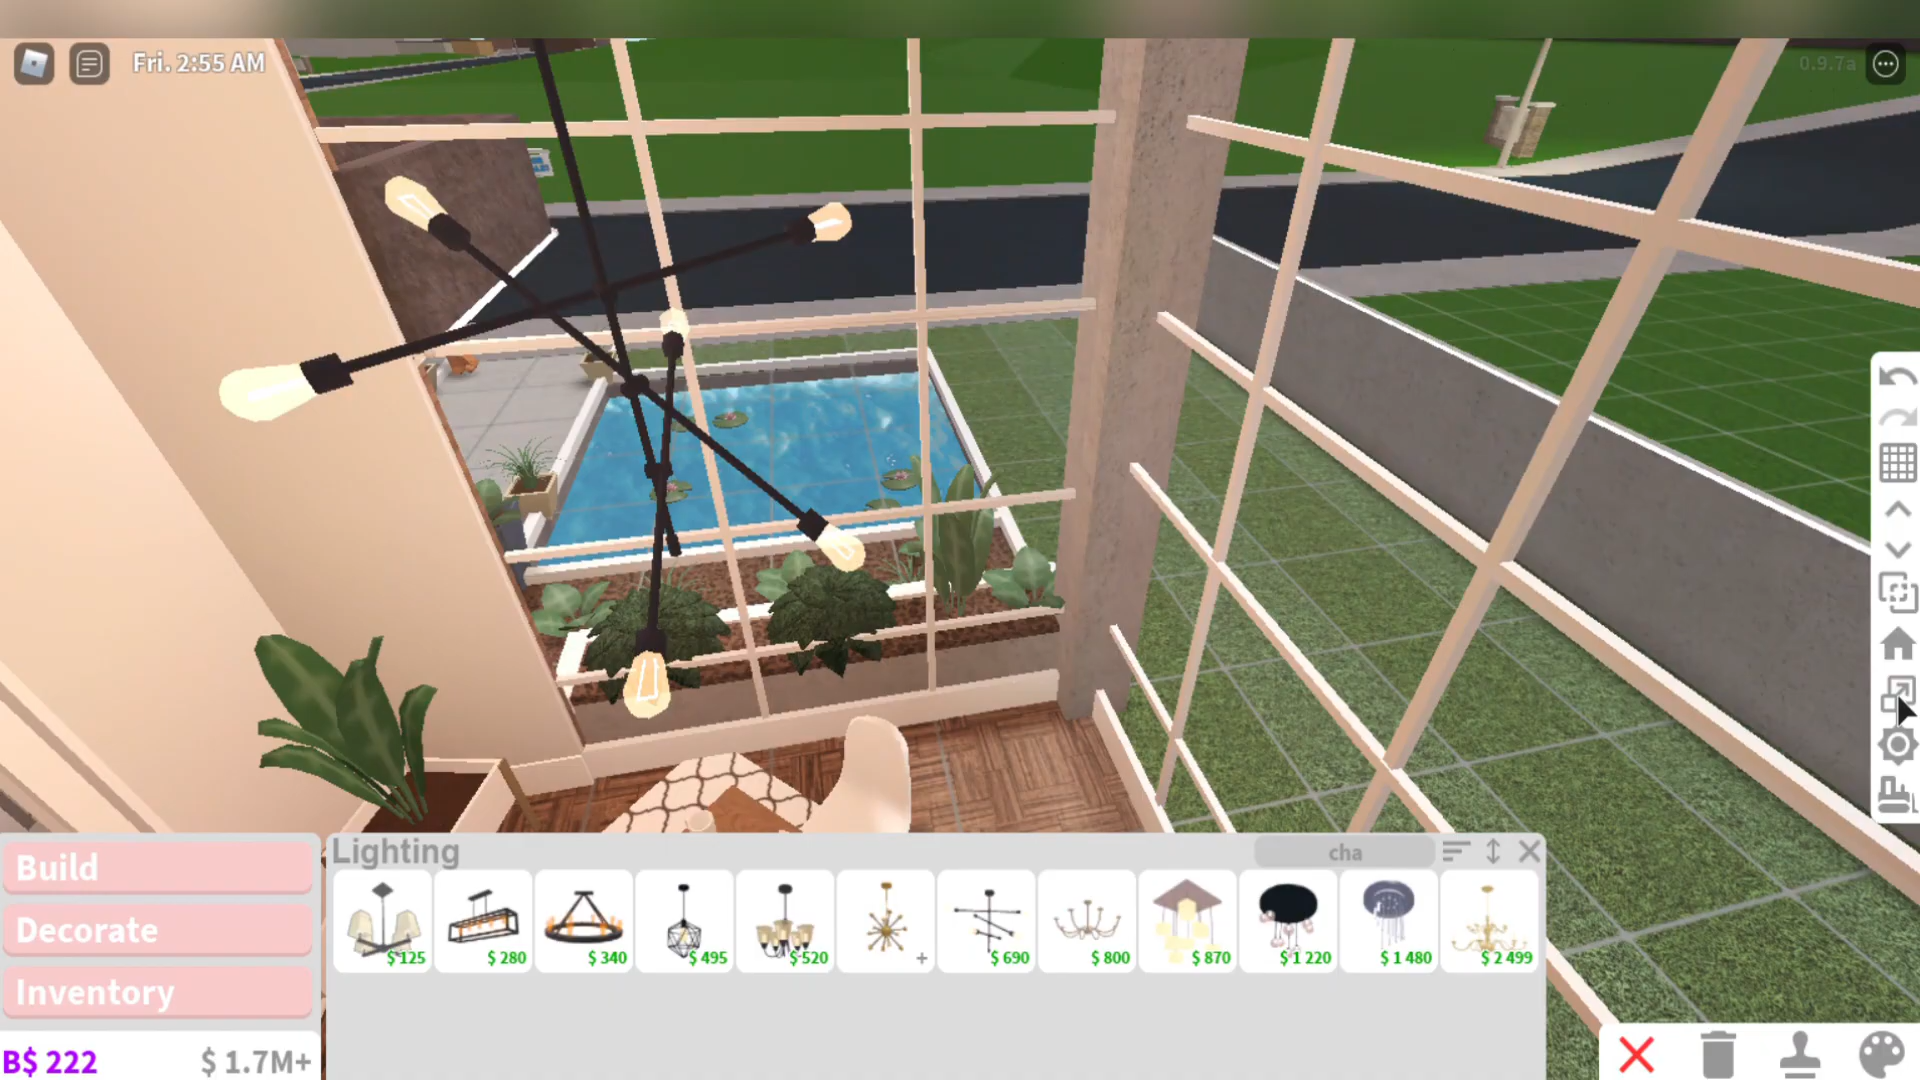 Fri. 2:55 AM
0.9.7a
Build
Decorate
Inventory
B$ 222
$ 1.7M+
Lighting
cha
$ 125
$ 280
$ 340
$ 495
$ 520
+
$ 690
$ 800
$ 870
$ 1 220
$ 1 480
$ 2 499